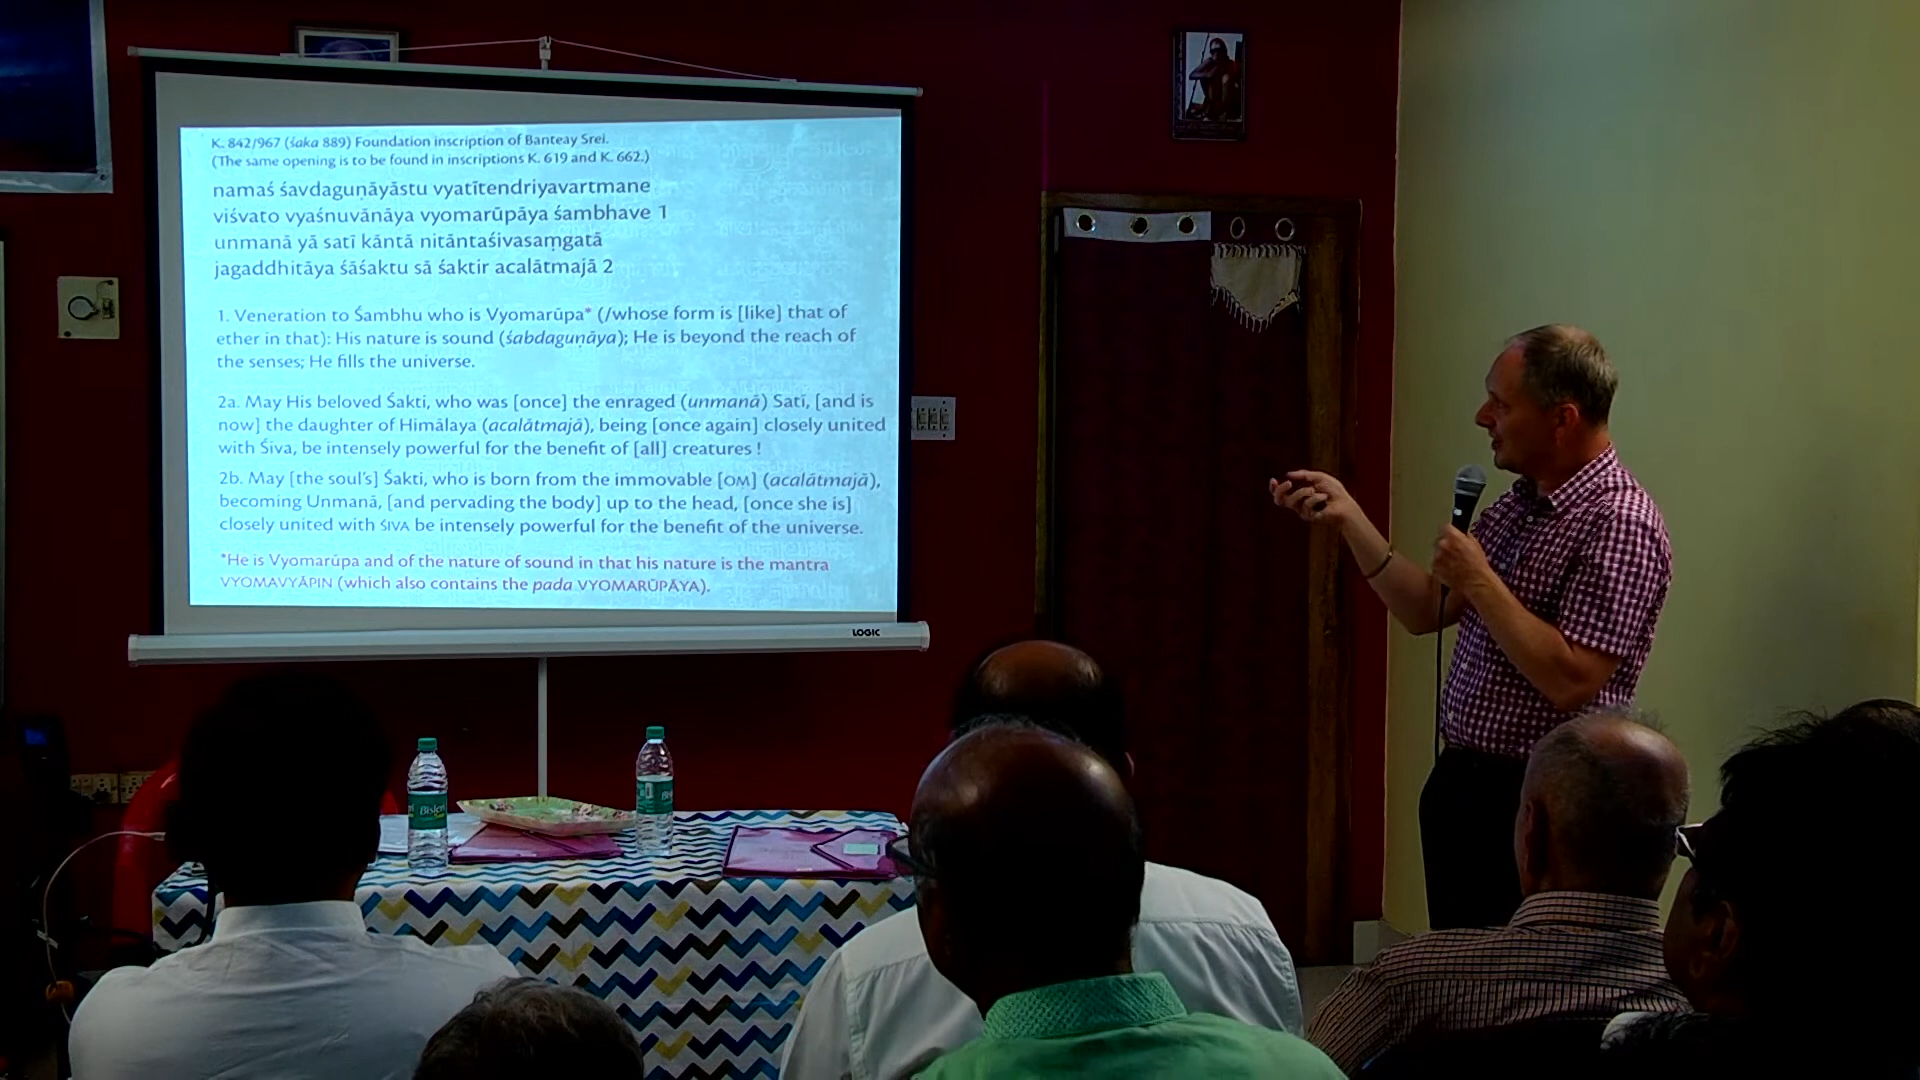 K. 842/967 (śaka 889) Foundation inscription of Banteay Srei.
(The same opening is to be found in inscriptions K. 619 and K. 662.)
namaś śavdaguṇāyāstu vyatītendriyavartmane
viśvato vyaśnuvānāya vyomarūpāya śambhave 1
unmanā yā satī kāntā nitāntaśivasaṃgatā
jagaddhitāya śāśaktu sā śaktir acalātmajā 2
1. Veneration to Śambhu who is Vyomarūpa* (/whose form is [like] that of
ether in that): His nature is sound (śabdaguṇāya); He is beyond the reach of
the senses; He fills the universe.
2a. May His beloved Śakti, who was [once] the enraged (unmanā) Satī, [and is
now] the daughter of Himālaya (acalātmajā), being [once again] closely united
with Śiva, be intensely powerful for the benefit of [all] creatures !
2b. May [the soul's] Śakti, who is born from the immovable [OM] (acalātmajā),
becoming Unmanā, [and pervading the body] up to the head, [once she is]
closely united with ŚIVA be intensely powerful for the benefit of the universe.
*He is Vyomarūpa and of the nature of sound in that his nature is the mantra
VYOMAVYĀPIN (which also contains the pada VYOMARŪPĀYA).
LOGIC
Bisleri